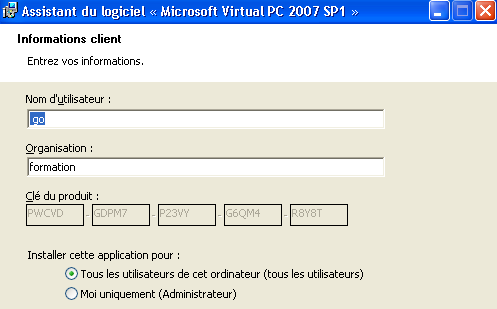 Assistant du logiciel « Microsoft Virtual PC 2007 SP1 »
Informations client
Entrez vos informations.
Nom d'utilisateur :
go
Organisation :
formation
Clé du produit :
PWCVD - GDPM7 - P23VY - G6QM4 - R8Y8T
Installer cette application pour :
Tous les utilisateurs de cet ordinateur (tous les utilisateurs)
Moi uniquement (Administrateur)